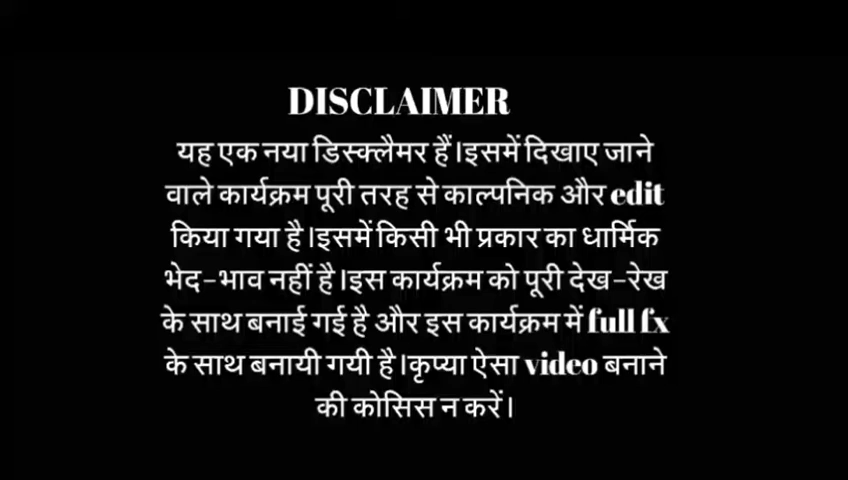 DISCLAIMER
यह एक नया डिस्क्लैमर हैं।इसमें दिखाए जाने
वाले कार्यक्रम पूरी तरह से काल्पनिक और edit
किया गया है।इसमें किसी भी प्रकार का धार्मिक
भेद-भाव नहीं है।इस कार्यक्रम को पूरी देख-रेख
के साथ बनाई गई है और इस कार्यक्रम में full fx
के साथ बनायी गयी है।कृप्या ऐसा video बनाने
की कोसिस न करें।